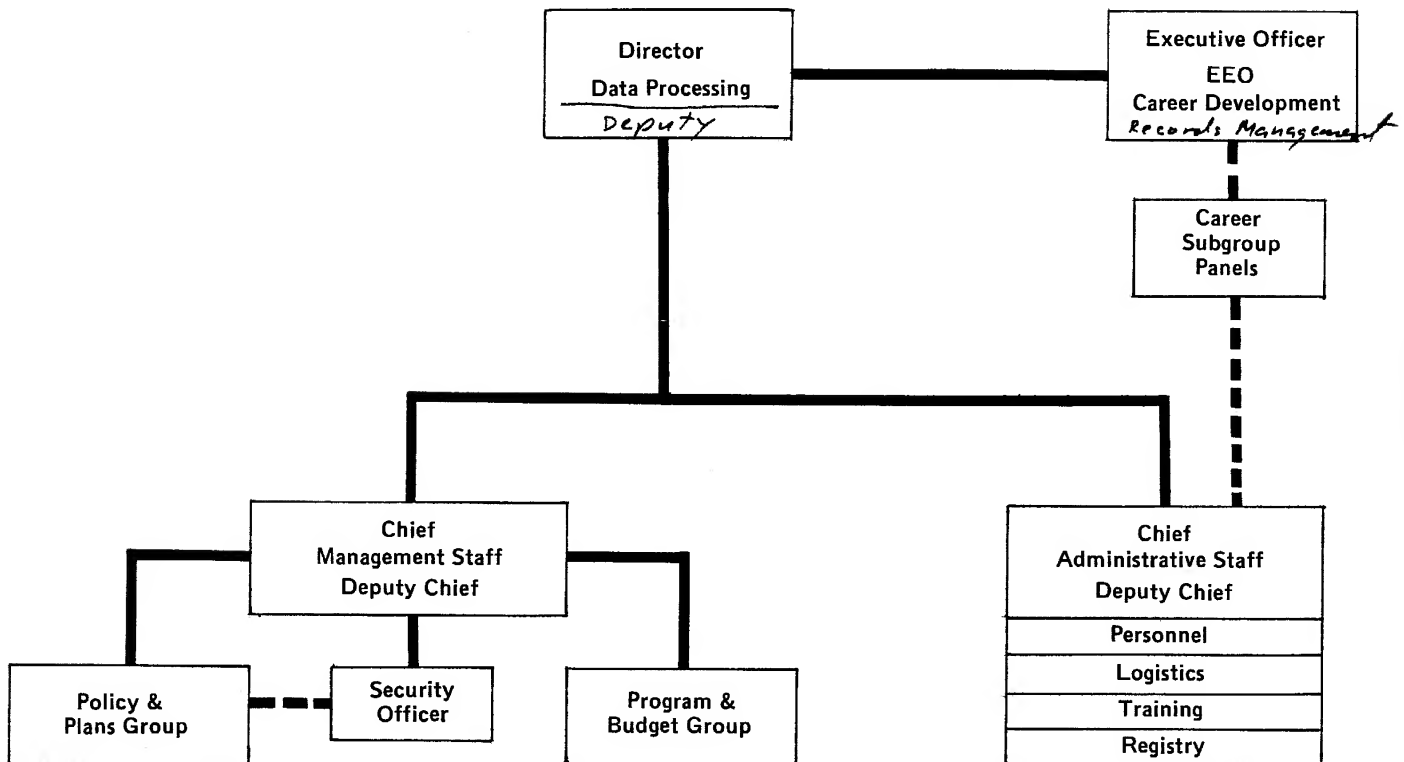 Director
Data Processing
Deputy
Executive Officer
EEO
Career Development
Records Management
Career
Subgroup
Panels
Chief
Management Staff
Deputy Chief
Chief
Administrative Staff
Deputy Chief
Personnel
Logistics
Training
Registry
Policy &
Plans Group
Security
Officer
Program &
Budget Group